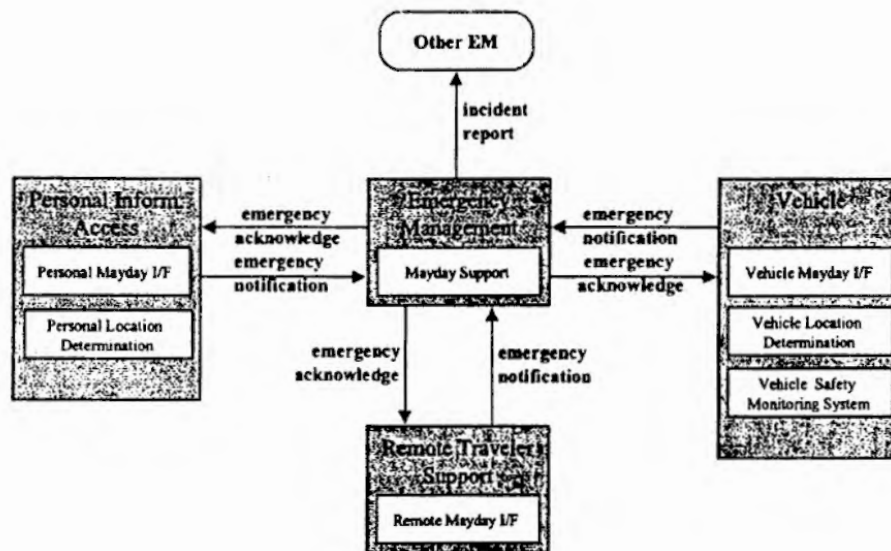 Other EM
incident
report
Personal Inform.
Access
Personal Mayday I/F
Personal Location
Determination
emergency
acknowledge
emergency
notification
Emergency
Management
Mayday Support
emergency
notification
emergency
acknowledge
Vehicle
Vehicle Mayday I/F
Vehicle Location
Determination
Vehicle Safety
Monitoring System
emergency
acknowledge
emergency
notification
Remote Traveler
Support
Remote Mayday I/F